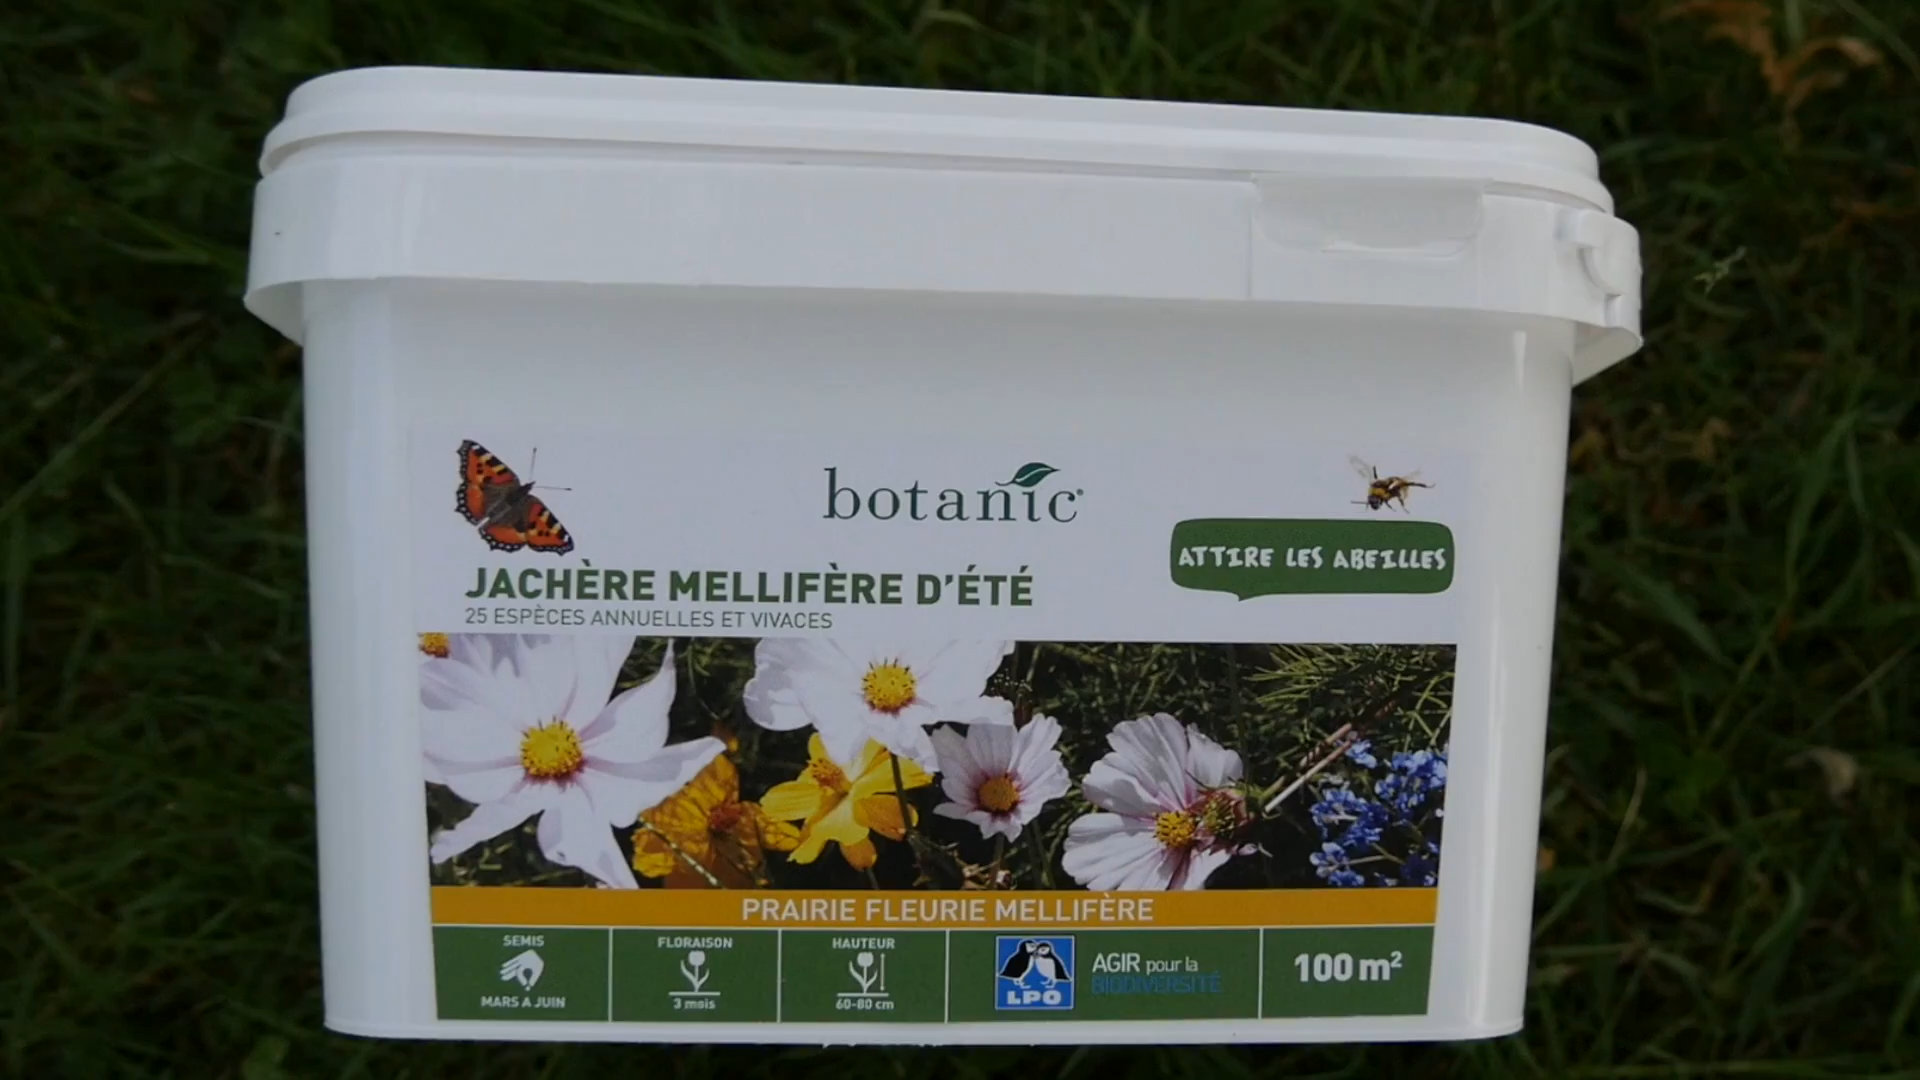 botanic
ATTIRE LES ABEILLES
JACHÈRE MELLIFÈRE D'ÉTÉ
25 ESPÈCES ANNUELLES ET VIVACES
PRAIRIE FLEURIE MELLIFÈRE
SEMIS
MARS A JUIN
FLORAISON
3 mois
HAUTEUR
60-80 cm
LPO
AGIR pour la
BIODIVERSITÉ
100 m²